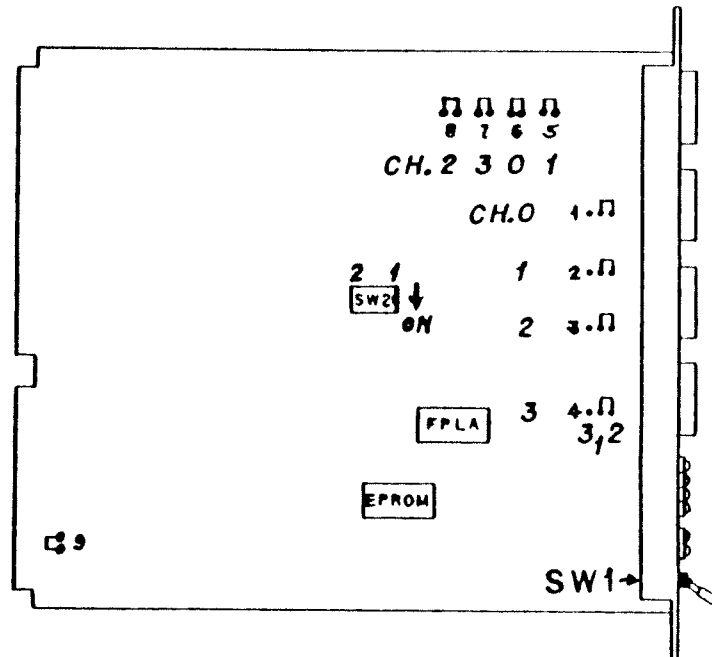 8 7 6 5
CH. 2 3 0 1
CH.0 1.
2 1 1 2.
SW2
ON 2 3.
3 4.
FPLA
3,2
EPROM
9
SW1